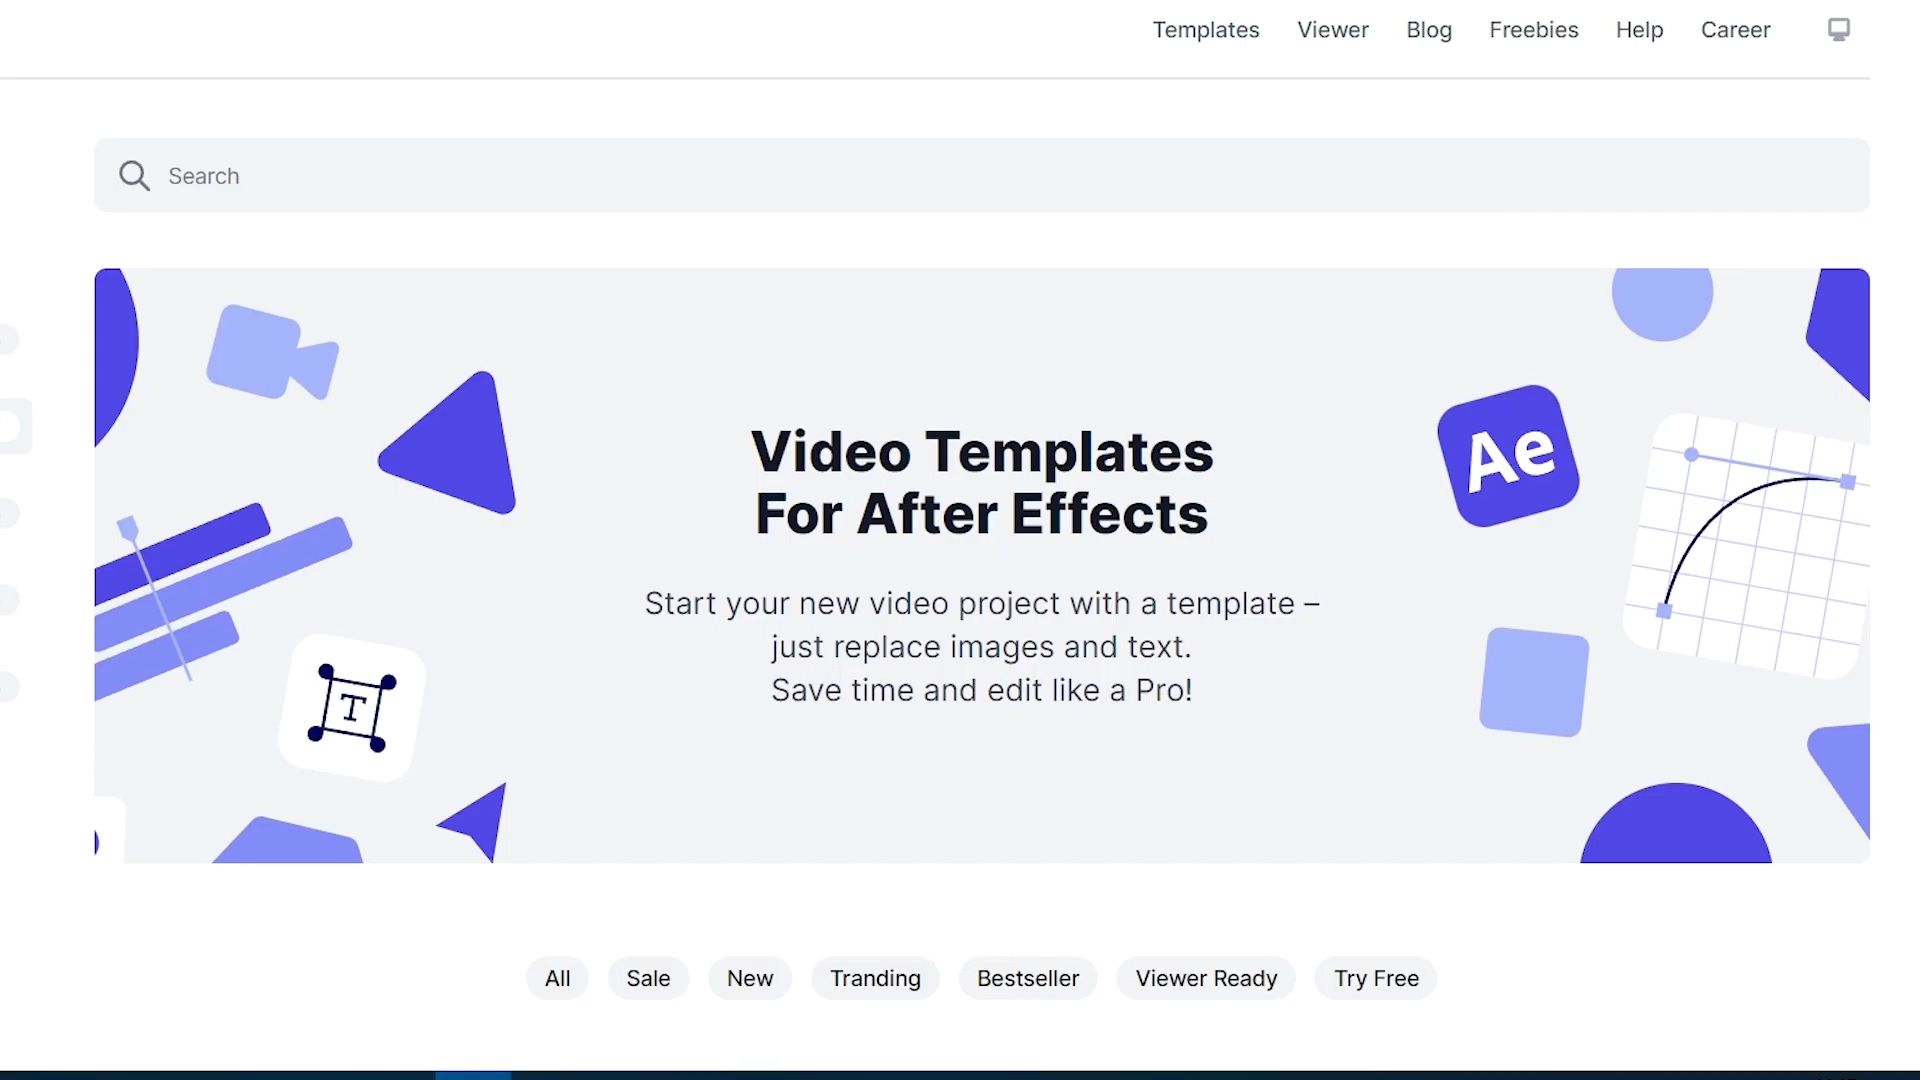 Templates Viewer Blog Freebies Help Career
Search
Video Templates
For After Effects
Start your new video project with a template –
just replace images and text.
Save time and edit like a Pro!
Ae
T
All Sale New Tranding Bestseller Viewer Ready Try Free